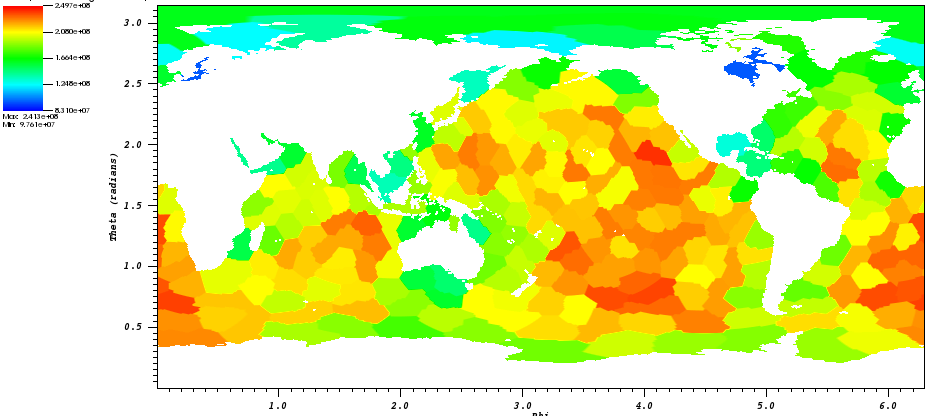 2.497e+08
2.080e+08
1.664e+08
1.248e+08
8.310e+07
Max: 2.413e+08
Min: 9.761e+07
Theta (radians)
3.0
2.5
2.0
1.5
1.0
0.5
1.0 2.0 3.0 4.0 5.0 6.0
Phi